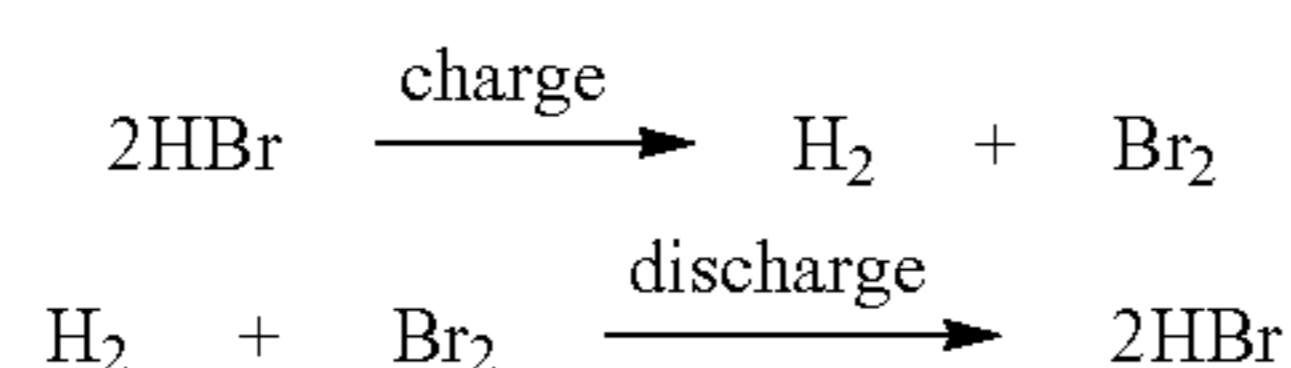 charge
2HBr → H₂ + Br₂
discharge
H₂ + Br₂ → 2HBr